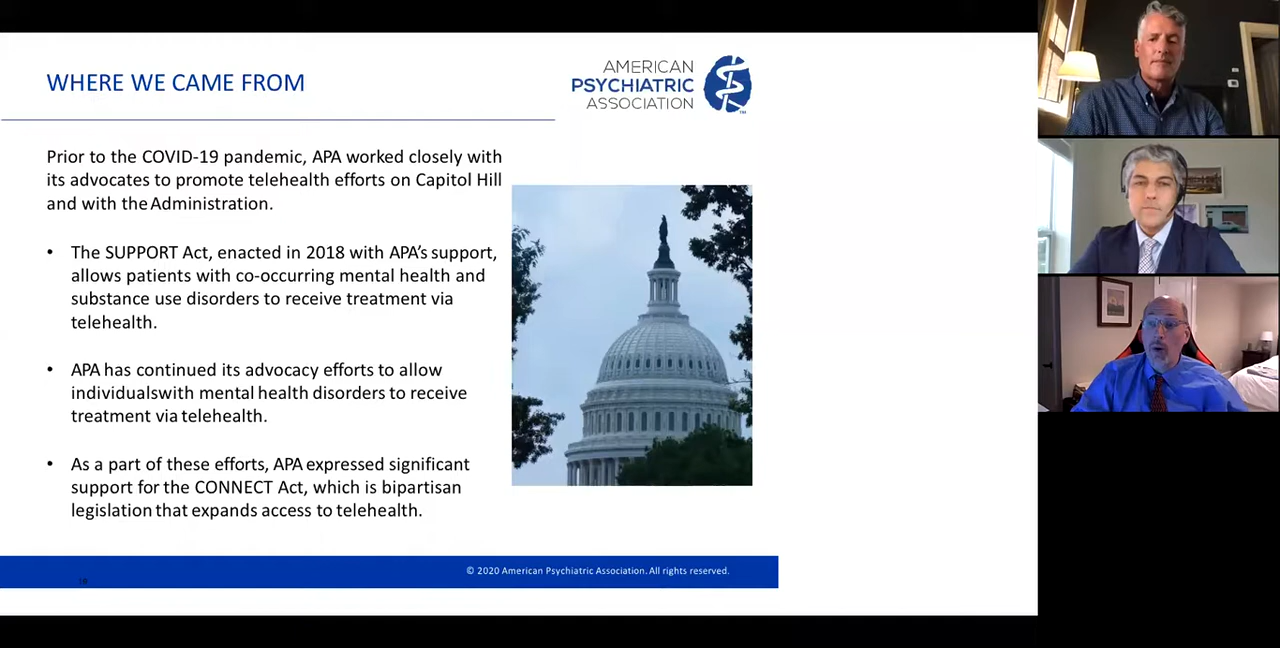 WHERE WE CAME FROM
AMERICAN
PSYCHIATRIC
ASSOCIATION
TM
Prior to the COVID-19 pandemic, APA worked closely with
its advocates to promote telehealth efforts on Capitol Hill
and with the Administration.
• The SUPPORT Act, enacted in 2018 with APA’s support,
allows patients with co-occurring mental health and
substance use disorders to receive treatment via
telehealth.
• APA has continued its advocacy efforts to allow
individualswith mental health disorders to receive
treatment via telehealth.
• As a part of these efforts, APA expressed significant
support for the CONNECT Act, which is bipartisan
legislation that expands access to telehealth.
© 2020 American Psychiatric Association. All rights reserved.